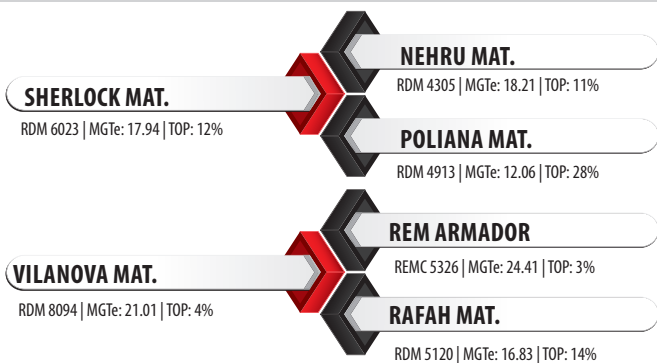 NEHRU MAT.
RDM 4305 | MGTe: 18.21 | TOP: 11%
SHERLOCK MAT.
RDM 6023 | MGTe: 17.94 | TOP: 12%
POLIANA MAT.
RDM 4913 | MGTe: 12.06 | TOP: 28%
REM ARMADOR
REMC 5326 | MGTe: 24.41 | TOP: 3%
VILANOVA MAT.
RDM 8094 | MGTe: 21.01 | TOP: 4%
RAFAH MAT.
RDM 5120 | MGTe: 16.83 | TOP: 14%